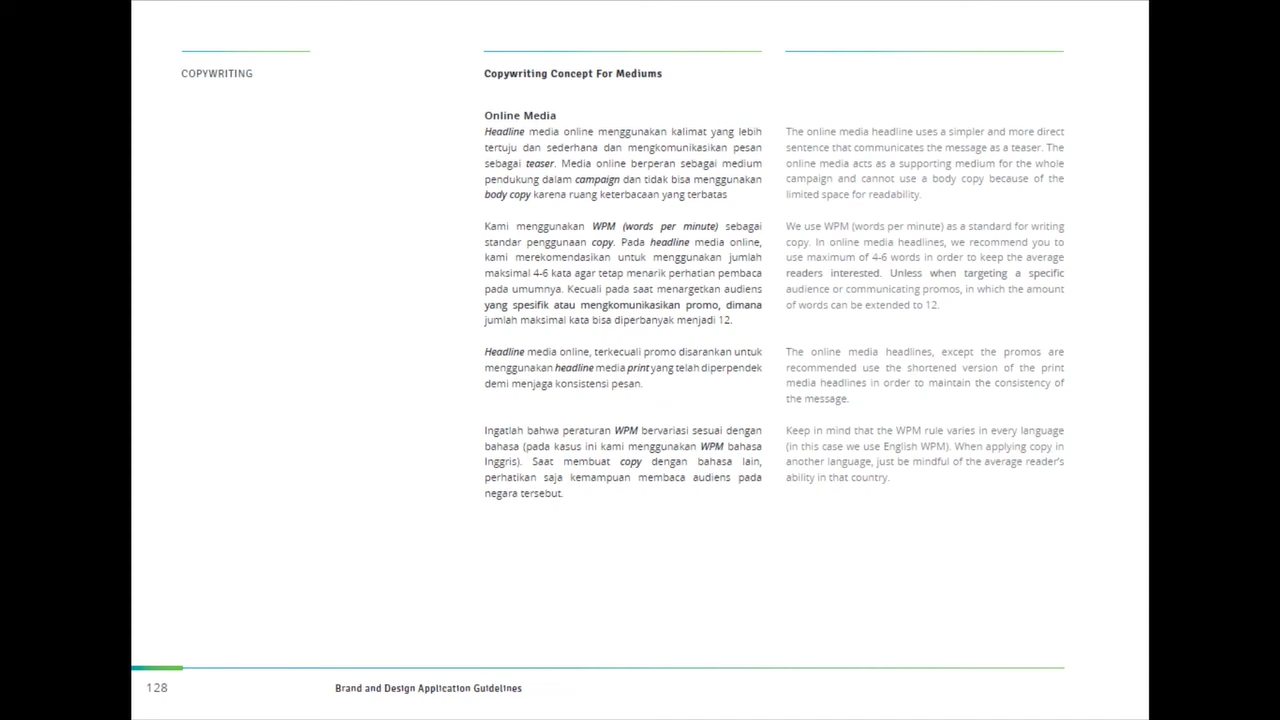 COPYWRITING
Copywriting Concept For Mediums
Online Media
Headline media online menggunakan kalimat yang lebih
tertuju dan sederhana dan mengkomunikasikan pesan
sebagai teaser. Media online berperan sebagai medium
pendukung dalam campaign dan tidak bisa menggunakan
body copy karena ruang keterbacaan yang terbatas
Kami menggunakan WPM (words per minute) sebagai
standar penggunaan copy. Pada headline media online,
kami merekomendasikan untuk menggunakan jumlah
maksimal 4-6 kata agar tetap menarik perhatian pembaca
pada umumnya. Kecuali pada saat menargetkan audiens
yang spesifik atau mengkomunikasikan promo, dimana
jumlah maksimal kata bisa diperbanyak menjadi 12.
Headline media online, terkecuali promo disarankan untuk
menggunakan headline media print yang telah diperpendek
demi menjaga konsistensi pesan.
Ingatlah bahwa peraturan WPM bervariasi sesuai dengan
bahasa (pada kasus ini kami menggunakan WPM bahasa
Inggris). Saat membuat copy dengan bahasa lain,
perhatikan saja kemampuan membaca audiens pada
negara tersebut.
The online media headline uses a simpler and more direct
sentence that communicates the message as a teaser. The
online media acts as a supporting medium for the whole
campaign and cannot use a body copy because of the
limited space for readability.
We use WPM (words per minute) as a standard for writing
copy. In online media headlines, we recommend you to
use maximum of 4-6 words in order to keep the average
readers interested. Unless when targeting a specific
audience or communicating promos, in which the amount
of words can be extended to 12.
The online media headlines, except the promos are
recommended use the shortened version of the print
media headlines in order to maintain the consistency of
the message.
Keep in mind that the WPM rule varies in every language
(in this case we use English WPM). When applying copy in
another language, just be mindful of the average reader's
ability in that country.
128
Brand and Design Application Guidelines